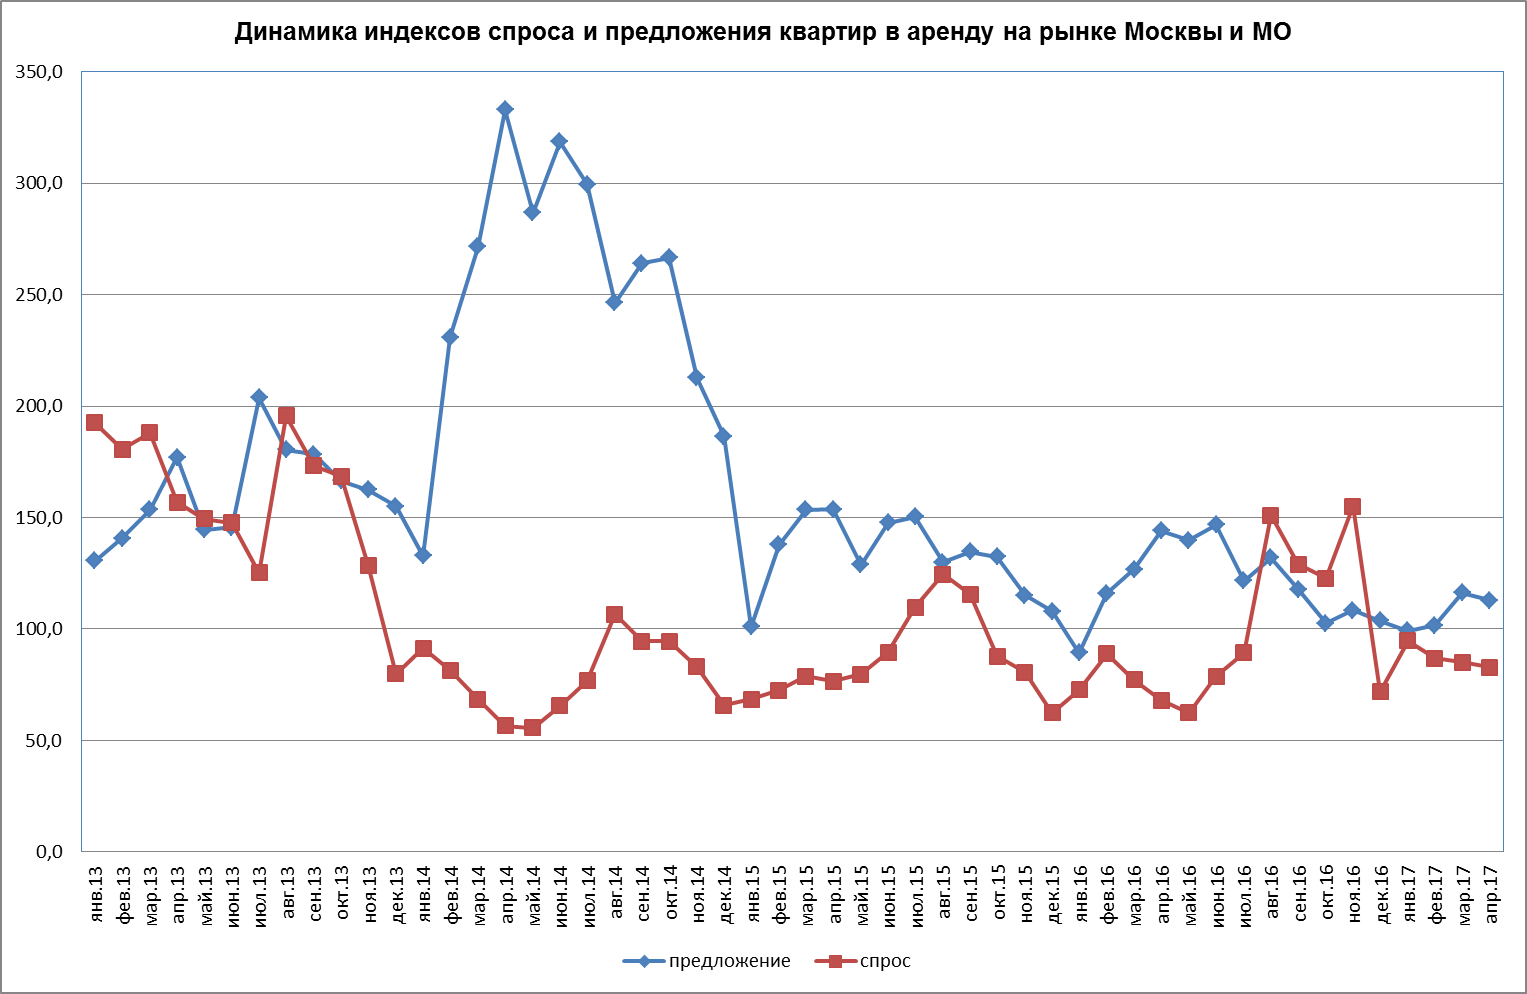 Динамика индексов спроса и предложения квартир в аренду на рынке Москвы и МО
350,0
300,0
250,0
200,0
150,0
100,0
50,0
0,0
янв.13
фев.13
мар.13
апр.13
май.13
июн.13
июл.13
авг.13
сен.13
окт.13
ноя.13
дек.13
янв.14
фев.14
мар.14
апр.14
май.14
июн.14
июл.14
авг.14
сен.14
окт.14
ноя.14
дек.14
янв.15
фев.15
мар.15
апр.15
май.15
июн.15
июл.15
авг.15
сен.15
окт.15
ноя.15
дек.15
янв.16
фев.16
мар.16
апр.16
май.16
июн.16
июл.16
авг.16
сен.16
окт.16
ноя.16
дек.16
янв.17
фев.17
мар.17
апр.17
предложение
спрос